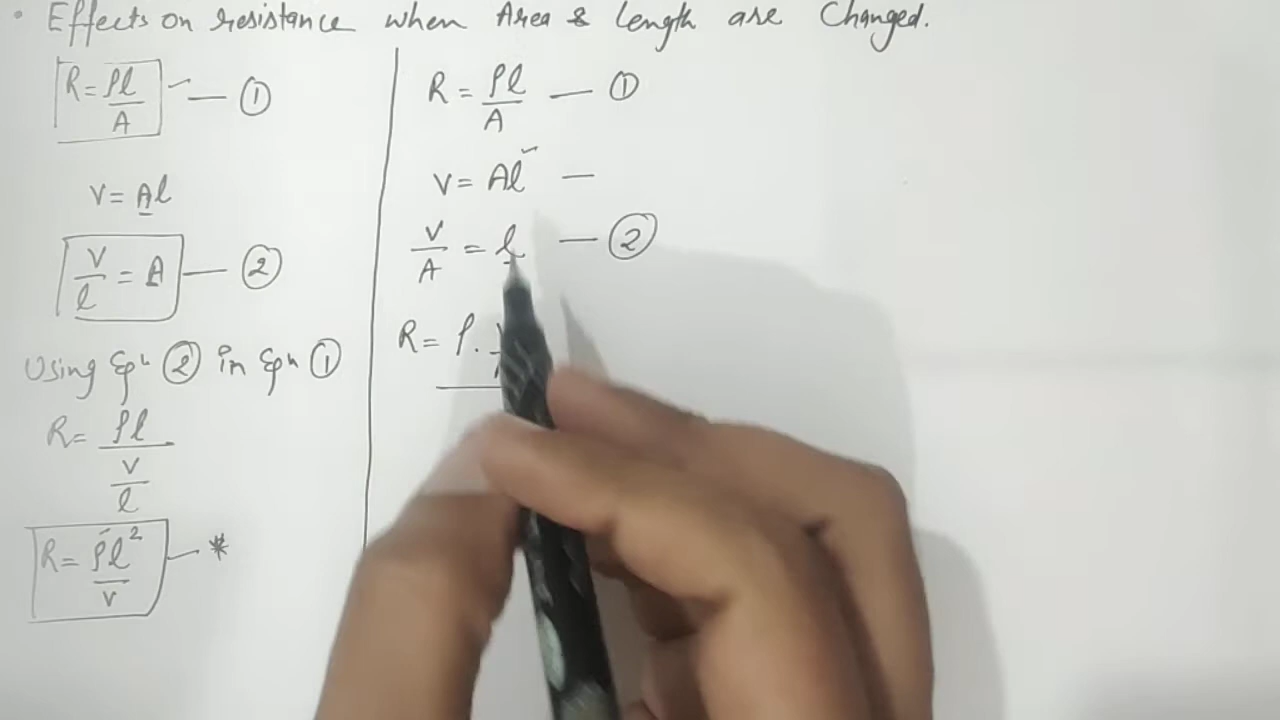 • Effects on resistance when Area & length are Changed.
R = ρl/A — ①
V = Al
V/l = A — ②
Using Eqⁿ ② in Eqⁿ ①
R = ρl/(V/l)
R = ρl²/V — *
R = ρl/A — ①
V = Al —
V/A = l — ②
R = ρ.